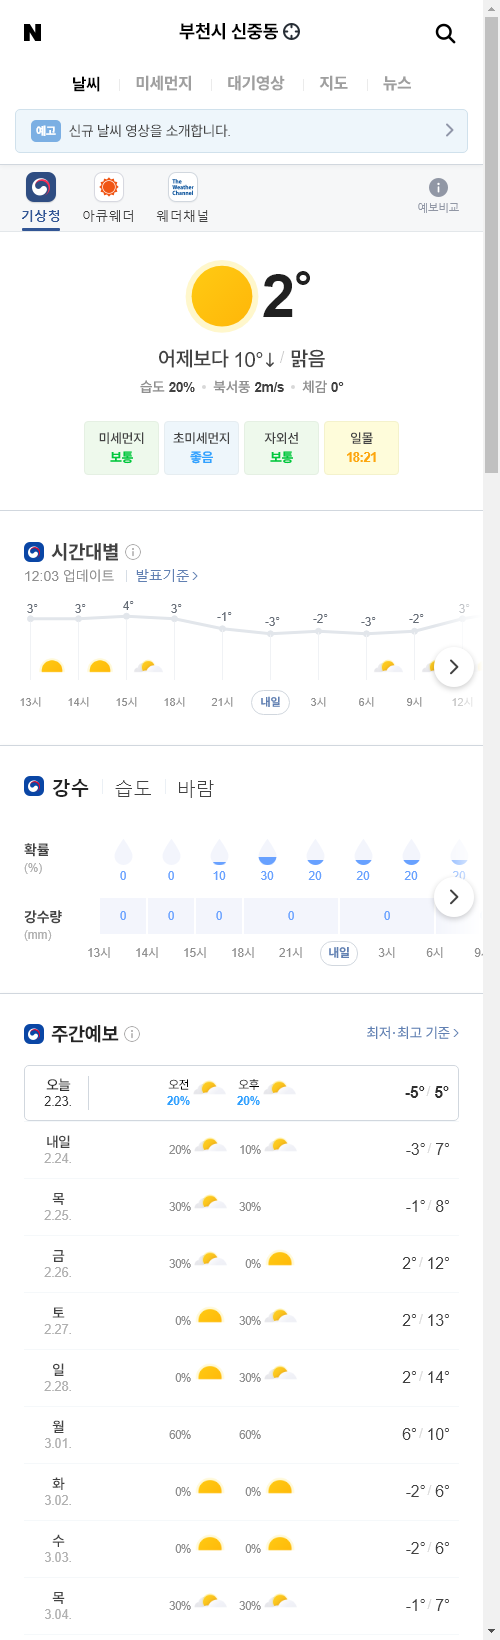 N
부천시 신중동
날씨 미세먼지 대기영상 지도 뉴스
예고 신규 날씨 영상을 소개합니다.
The Weather Channel
기상청 아큐웨더 웨더채널 예보비교
2°
어제보다 10°↓ / 맑음
습도 20% • 북서풍 2m/s • 체감 0°
미세먼지 초미세먼지 자외선 일몰
보통 좋음 보통 18:21
시간대별
12:03 업데이트 발표기준 >
3° 3° 4° 3° -1° -3° -2° -3° -2° 3°
13시 14시 15시 18시 21시 내일 3시 6시 9시 12시
강수 습도 바람
확률
(%)
0 0 10 30 20 20 20 20
강수량
(mm)
0 0 0 0 0
13시 14시 15시 18시 21시 내일 3시 6시 9
주간예보 최저·최고 기준 >
오늘 오전 오후
2.23. 20% 20% -5° / 5°
내일
2.24. 20% 10% -3° / 7°
목
2.25. 30% 30% -1° / 8°
금
2.26. 30% 0% 2° / 12°
토
2.27. 0% 30% 2° / 13°
일
2.28. 0% 30% 2° / 14°
월
3.01. 60% 60% 6° / 10°
화
3.02. 0% 0% -2° / 6°
수
3.03. 0% 0% -2° / 6°
목
3.04. 30% 30% -1° / 7°